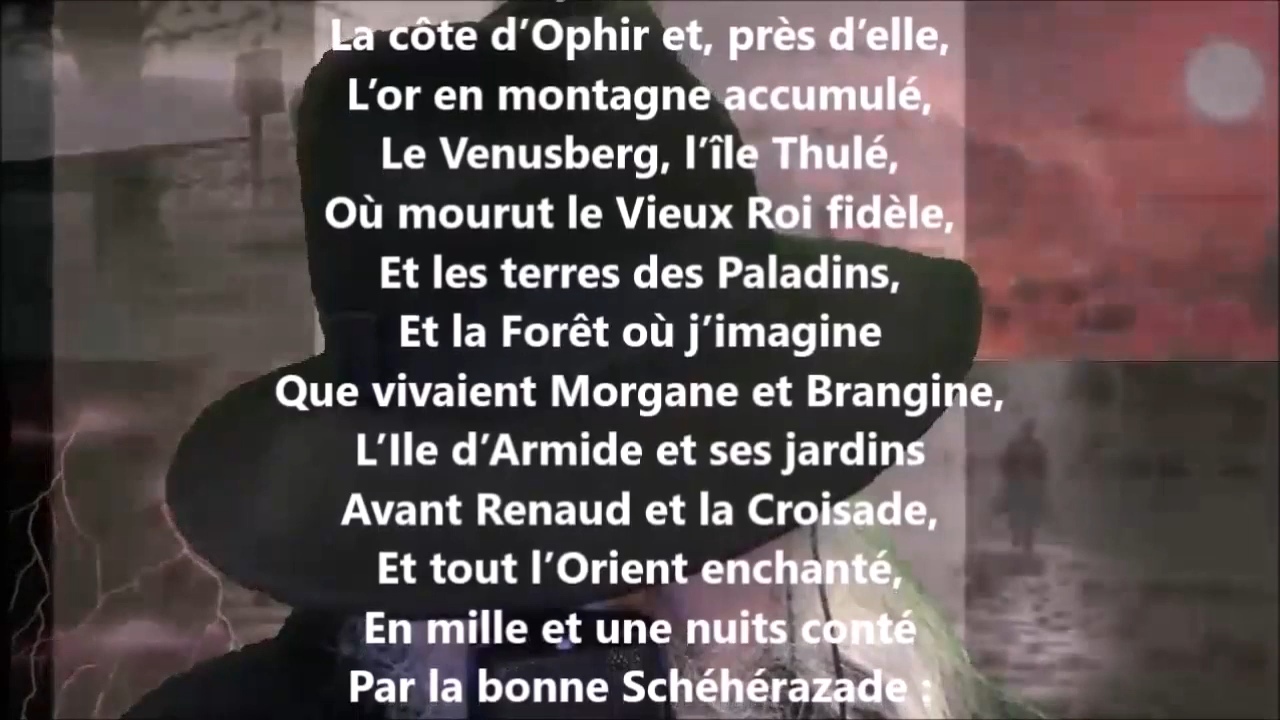 La côte d’Ophir et, près d’elle,
L’or en montagne accumulé,
Le Venusberg, l’île Thulé,
Où mourut le Vieux Roi fidèle,
Et les terres des Paladins,
Et la Forêt où j’imagine
Que vivaient Morgane et Brangine,
L’Ile d’Armide et ses jardins
Avant Renaud et la Croisade,
Et tout l’Orient enchanté,
En mille et une nuits conté
Par la bonne Schéhérazade :